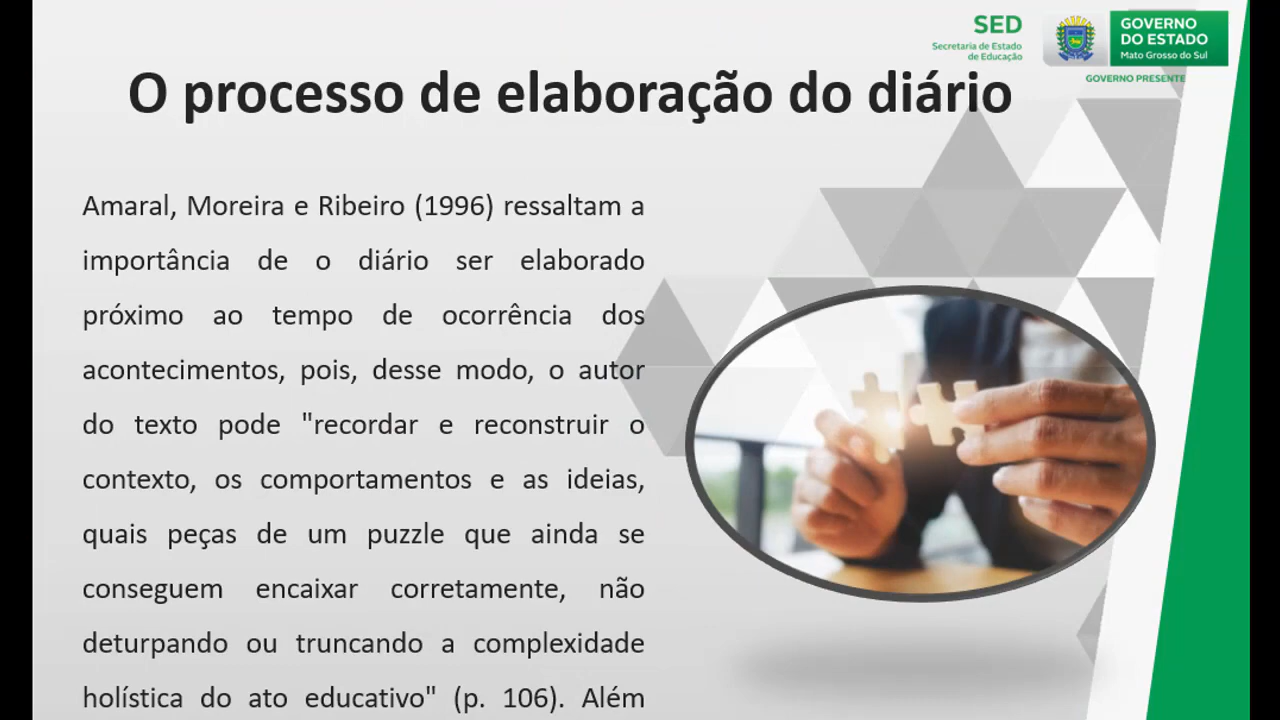 SED
Secretaria de Estado
de Educação
GOVERNO
DO ESTADO
Mato Grosso do Sul
GOVERNO PRESENTE
O processo de elaboração do diário
Amaral, Moreira e Ribeiro (1996) ressaltam a
importância de o diário ser elaborado
próximo ao tempo de ocorrência dos
acontecimentos, pois, desse modo, o autor
do texto pode "recordar e reconstruir o
contexto, os comportamentos e as ideias,
quais peças de um puzzle que ainda se
conseguem encaixar corretamente, não
deturpando ou truncando a complexidade
holística do ato educativo" (p. 106). Além